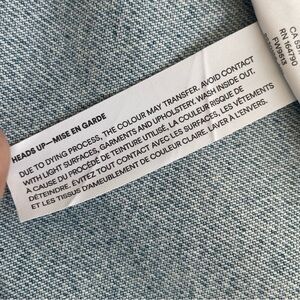 HEADS UP—MISE EN GARDE
DUE TO DYING PROCESS, THE COLOUR MAY TRANSFER. AVOID CONTACT
WITH LIGHT SURFACES, GARMENTS AND UPHOLSTERY. WASH INSIDE OUT.
À CAUSE DU PROCÉDÉ DE TEINTURE UTILISÉ, LA COULEUR RISQUE DE
DÉTEINDRE. ÉVITEZ TOUT CONTACT AVEC LES SURFACES, LES VÊTEMENTS
ET LES TISSUS D'AMEUBLEMENT DE COULEUR CLAIRE. LAVER À L'ENVERS.
RN 164790